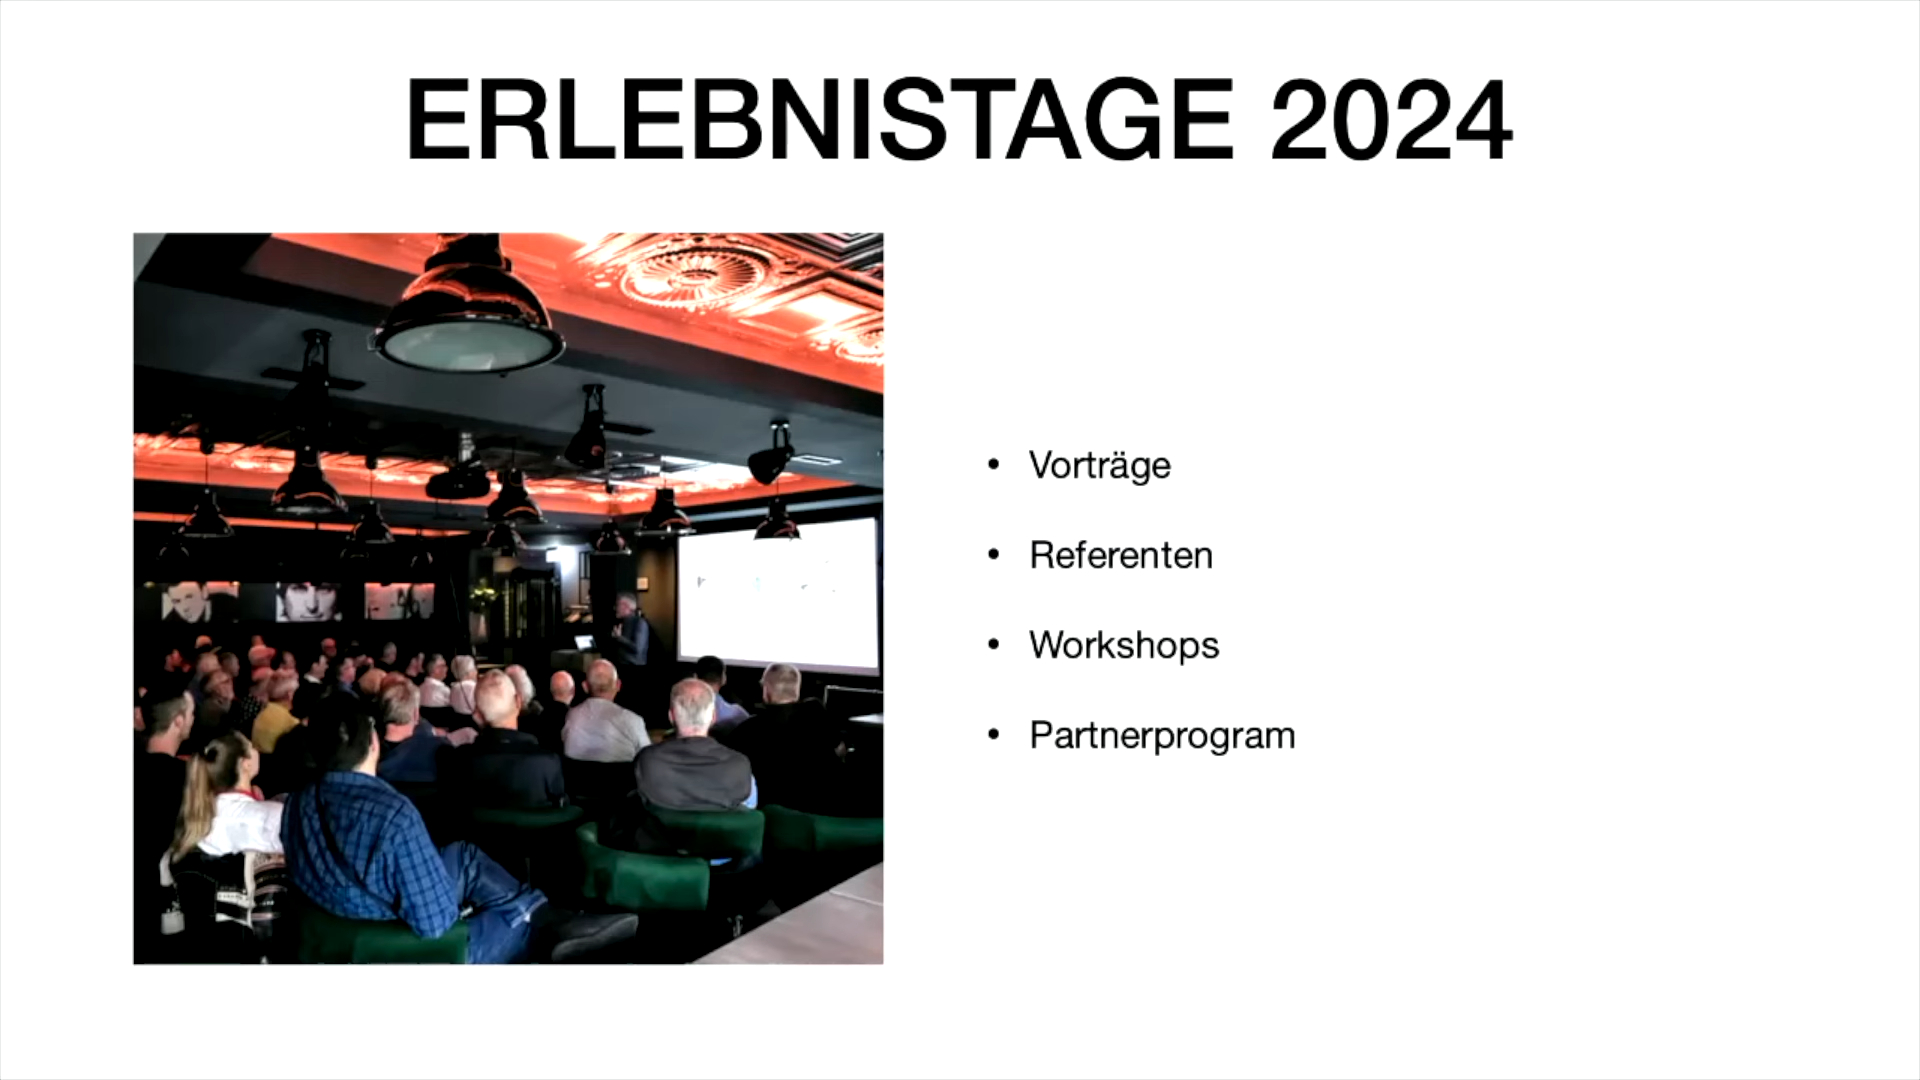 ERLEBNISTAGE 2024
• Vorträge
• Referenten
• Workshops
• Partnerprogram